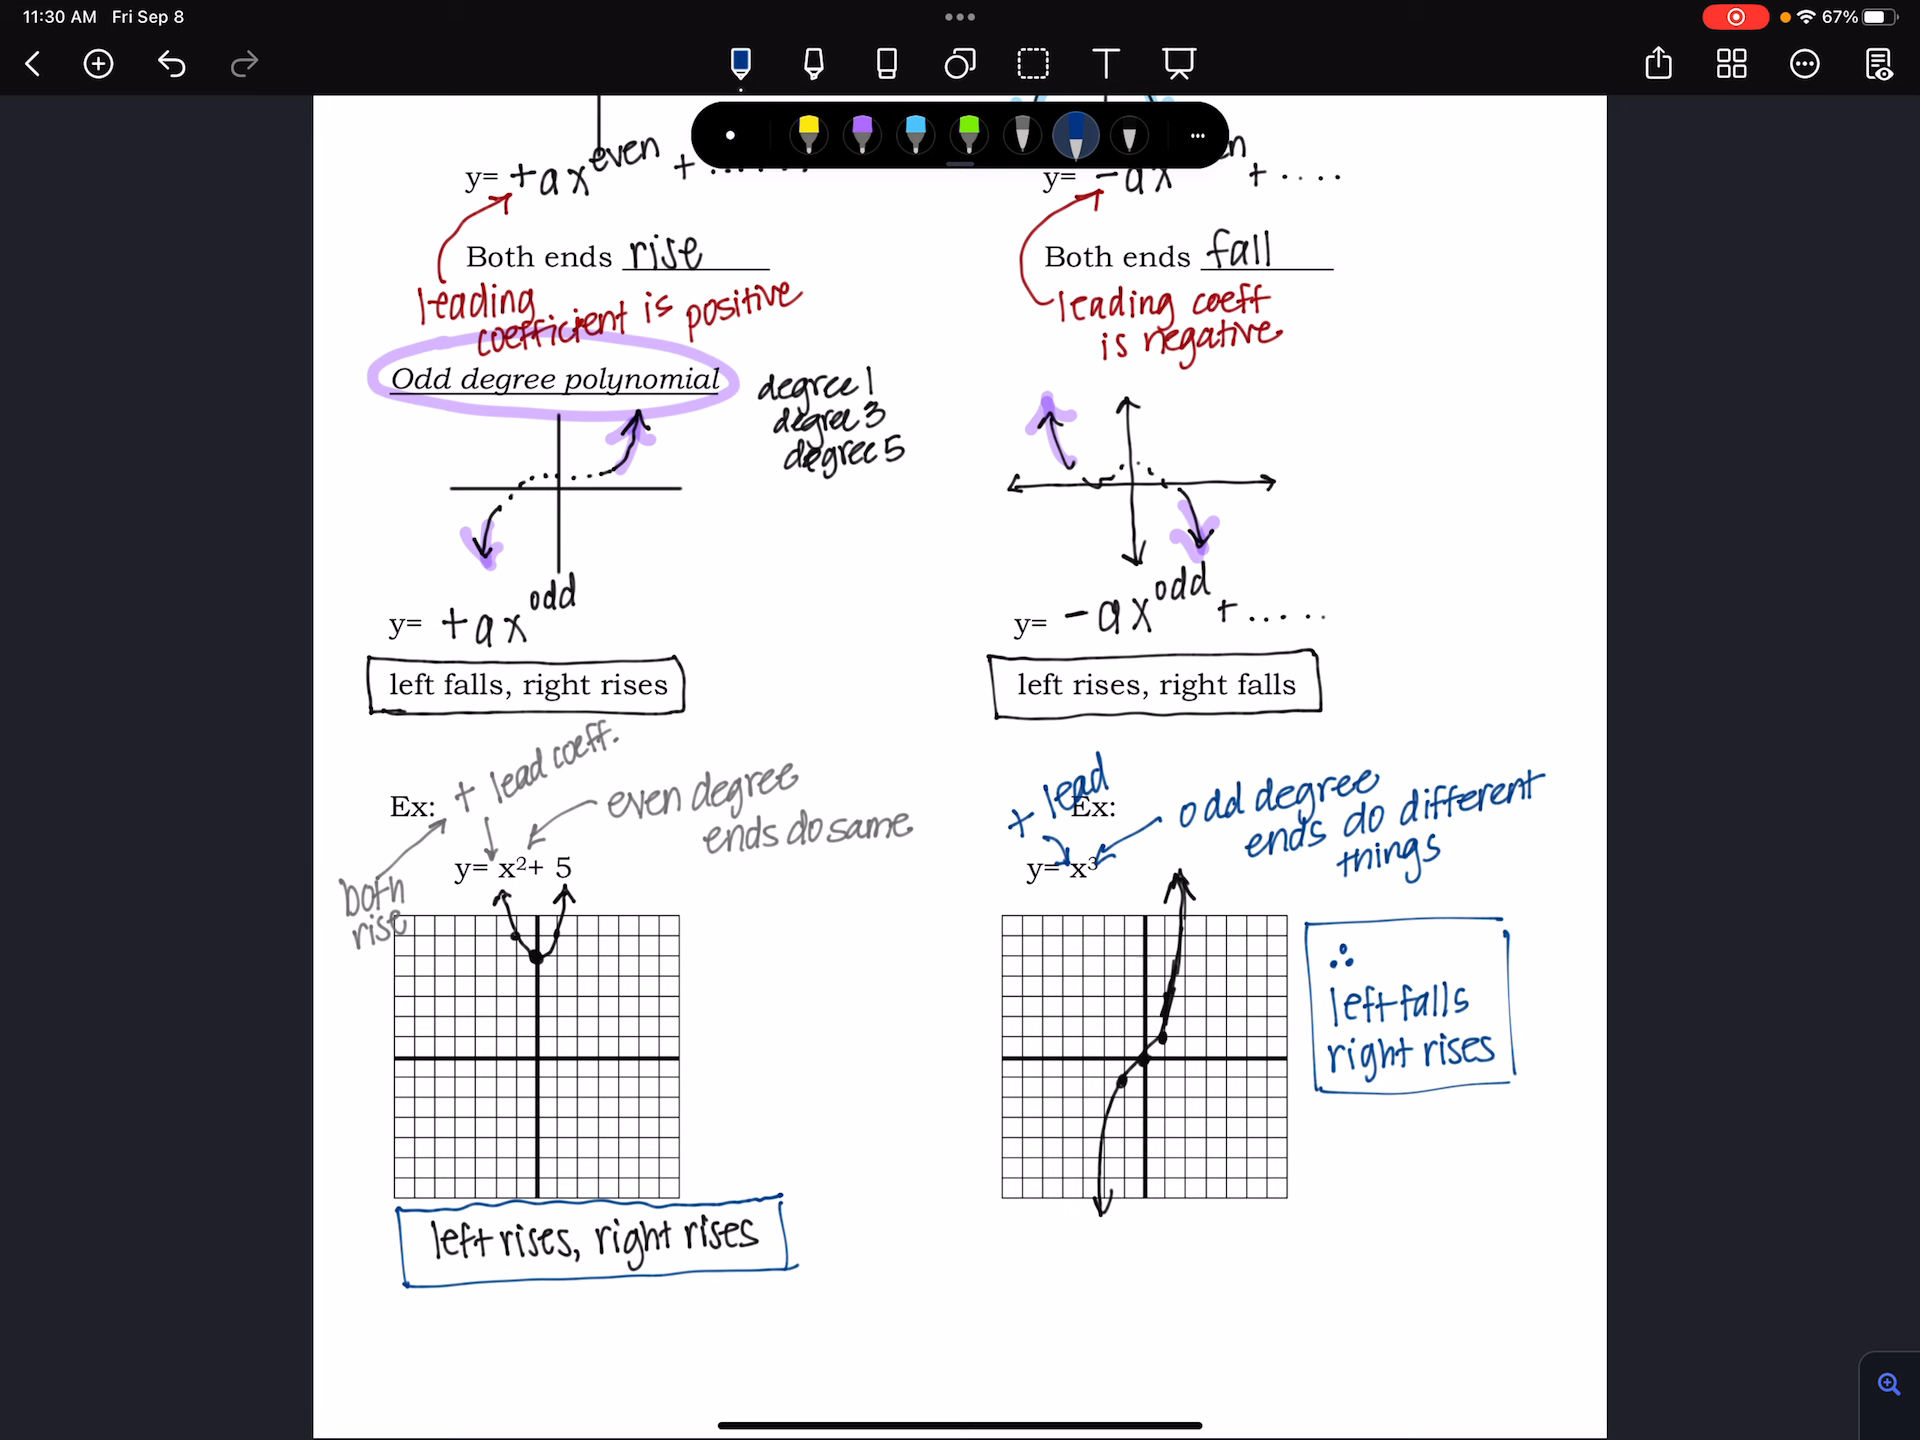 11:30 AM Fri Sep 8
67%
y= +ax^even + ......
y= -ax + ....
Both ends rise
Both ends fall
leading
coefficient is positive
leading coeff
is negative
Odd degree polynomial
degree 1
degree 3
degree 5
y= +ax^odd
y= -ax^odd + .....
left falls, right rises
left rises, right falls
+ lead coeff.
Ex:
even degree
ends do same
both
rise
y= x²+ 5
+ lead
Ex:
odd degree
ends do different
things
y= x³
∴
left falls
right rises
left rises, right rises